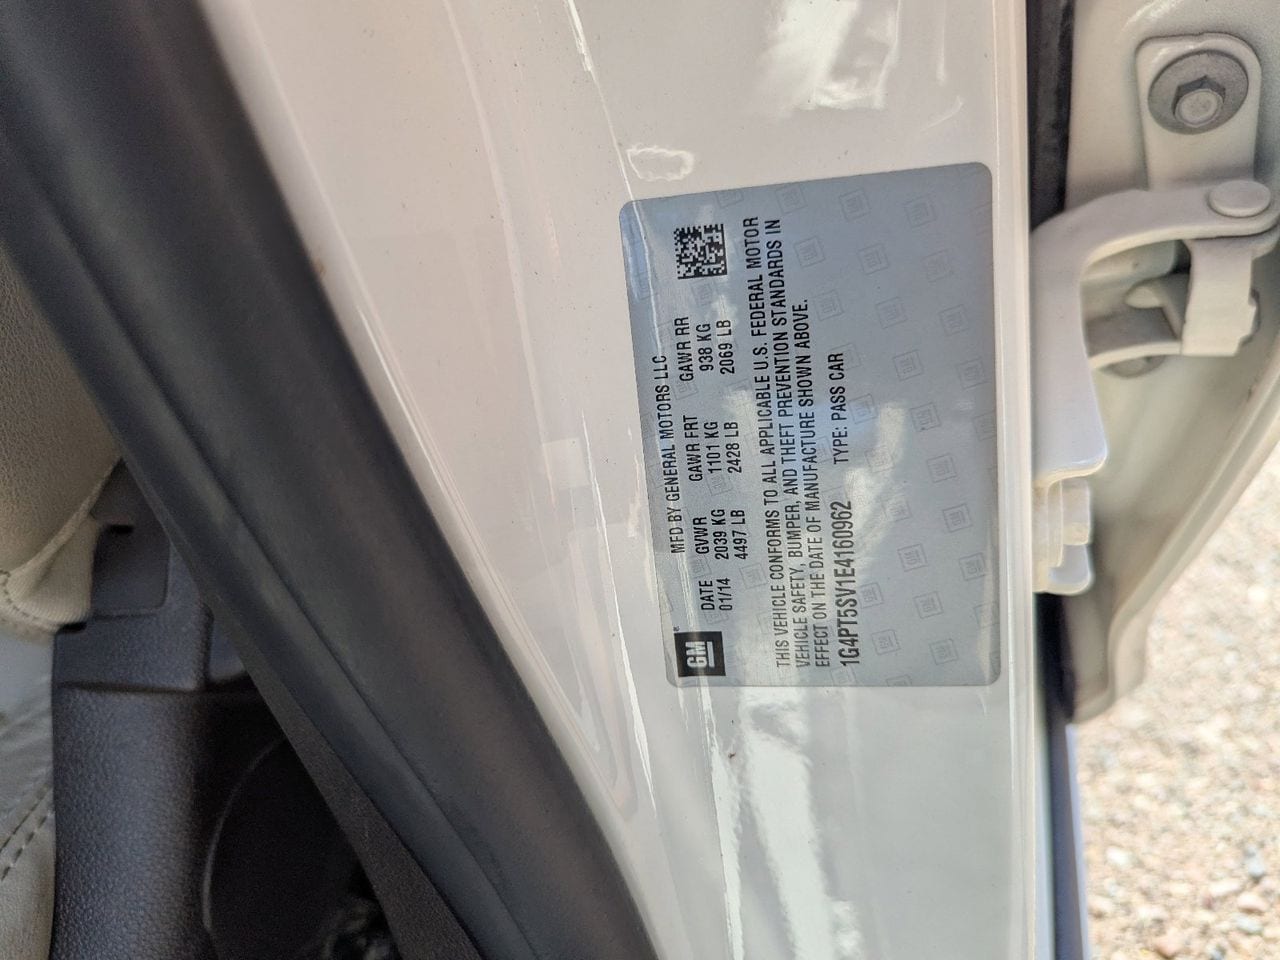 MFD BY GENERAL MOTORS LLC
DATE GVWR GAWR FRT GAWR RR
01/14 2039 KG 1101 KG 938 KG
4497 LB 2428 LB 2069 LB
GM®
THIS VEHICLE CONFORMS TO ALL APPLICABLE U.S. FEDERAL MOTOR
VEHICLE SAFETY, BUMPER, AND THEFT PREVENTION STANDARDS IN
EFFECT ON THE DATE OF MANUFACTURE SHOWN ABOVE.
1G4PT5SV1E4160962 TYPE: PASS CAR